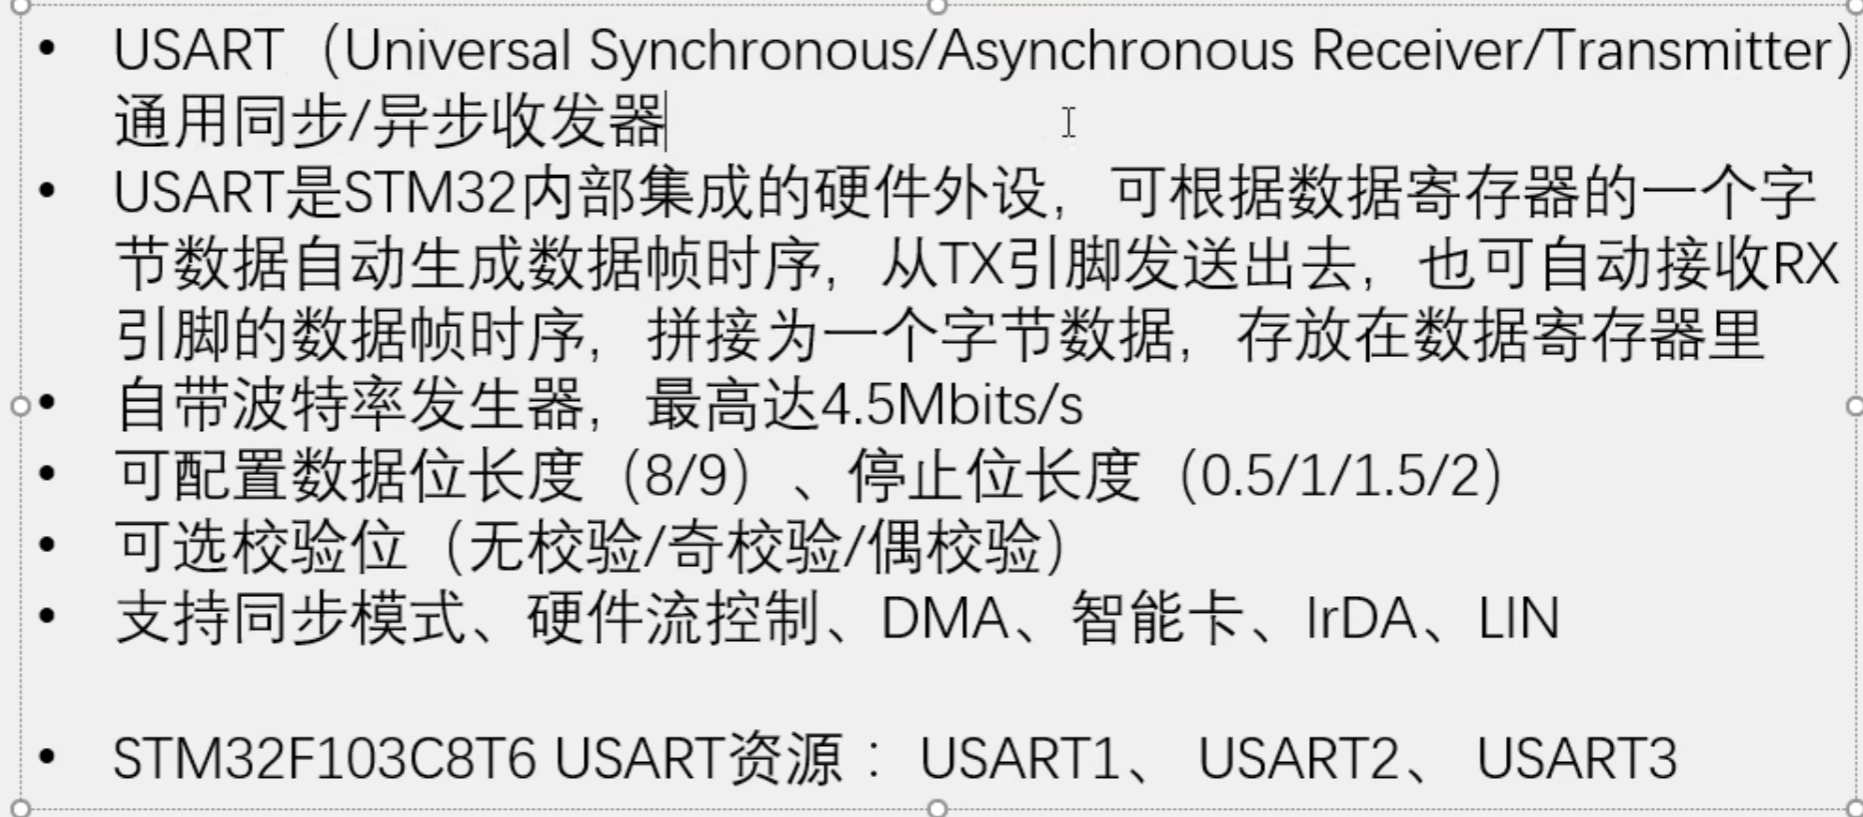 • USART（Universal Synchronous/Asynchronous Receiver/Transmitter）
通用同步/异步收发器
• USART是STM32内部集成的硬件外设，可根据数据寄存器的一个字
节数据自动生成数据帧时序，从TX引脚发送出去，也可自动接收RX
引脚的数据帧时序，拼接为一个字节数据，存放在数据寄存器里
• 自带波特率发生器，最高达4.5Mbits/s
• 可配置数据位长度（8/9）、停止位长度（0.5/1/1.5/2）
• 可选校验位（无校验/奇校验/偶校验）
• 支持同步模式、硬件流控制、DMA、智能卡、IrDA、LIN
• STM32F103C8T6 USART资源： USART1、 USART2、 USART3